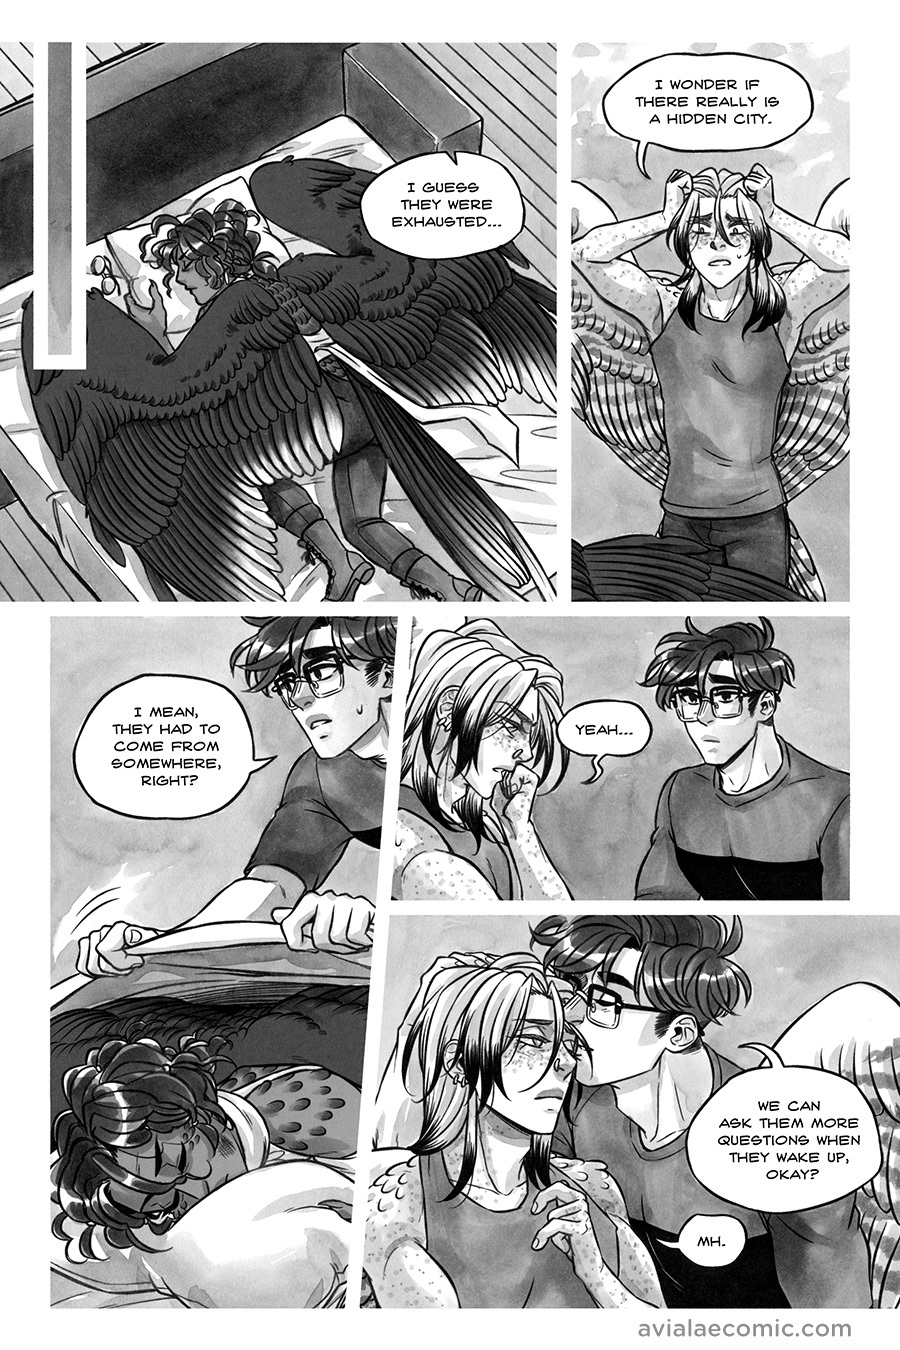 I GUESS
THEY WERE
EXHAUSTED...
I WONDER IF
THERE REALLY IS
A HIDDEN CITY.
I MEAN,
THEY HAD TO
COME FROM
SOMEWHERE,
RIGHT?
YEAH...
WE CAN
ASK THEM MORE
QUESTIONS WHEN
THEY WAKE UP,
OKAY?
MH.
avialaecomic.com